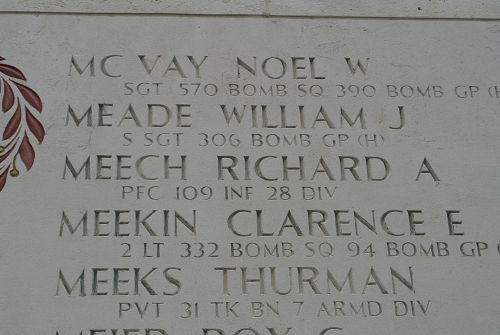 MC VAY NOEL W
SGT 570 BOMB SQ 390 BOMB GP (H
MEADE WILLIAM J
S SGT 306 BOMB GP (H)
MEECH RICHARD A
PFC 109 INF 28 DIV
MEEKIN CLARENCE E
2 LT 332 BOMB SQ 94 BOMB GP (
MEEKS THURMAN
PVT 31 TK BN 7 ARMD DIV
MEIER ROY C